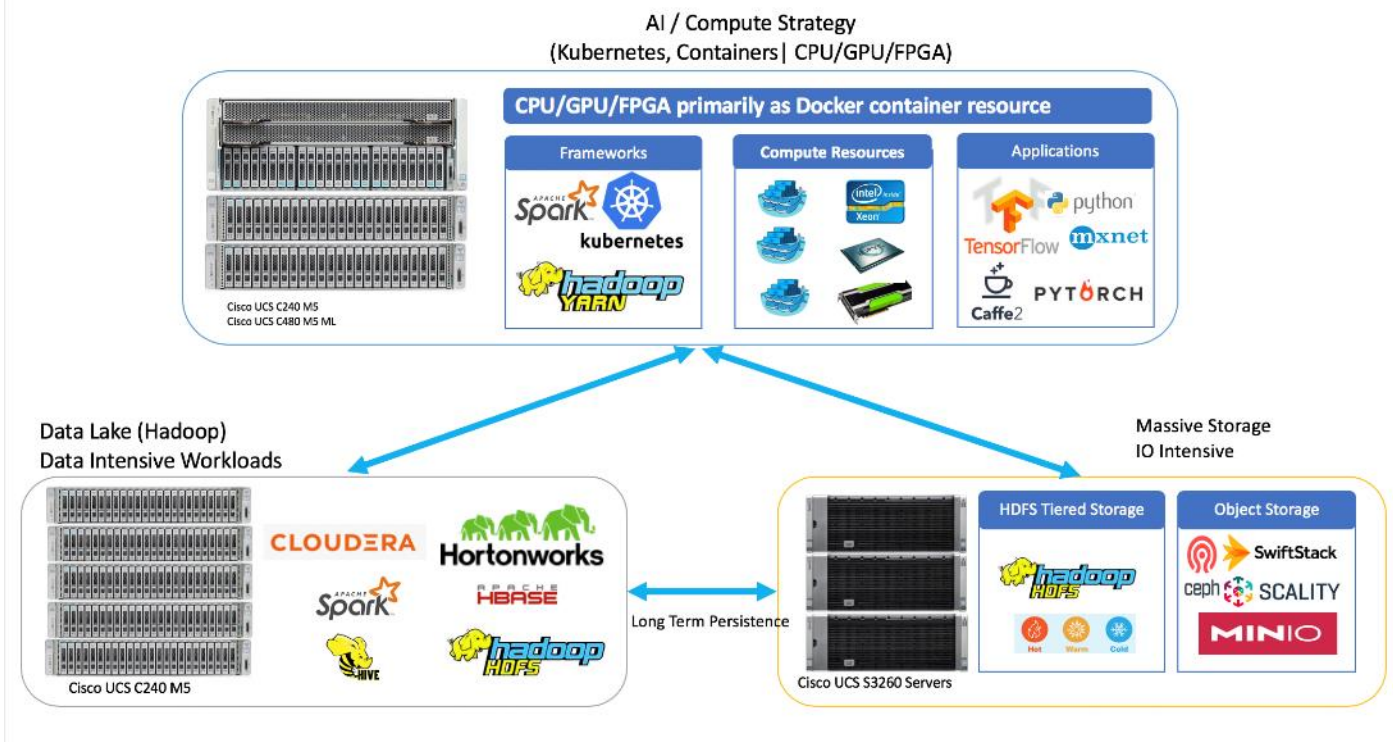 AI / Compute Strategy
(Kubernetes, Containers| CPU/GPU/FPGA)
CPU/GPU/FPGA primarily as Docker container resource
Frameworks
APACHE
Spark
kubernetes
hadoop
YARN
Compute Resources
intel
Xeon
Applications
TensorFlow
python
mxnet
Caffe2
PYTORCH
Cisco UCS C240 M5
Cisco UCS C480 M5 ML
Data Lake (Hadoop)
Data Intensive Workloads
CLOUDERA
Hortonworks
APACHE
Spark
APACHE
HBASE
HIVE
hadoop
HDFS
Cisco UCS C240 M5
Long Term Persistence
Massive Storage
IO Intensive
HDFS Tiered Storage
hadoop
HDFS
Hot Warm Cold
Object Storage
SwiftStack
ceph
SCALITY
MINIO
Cisco UCS S3260 Servers